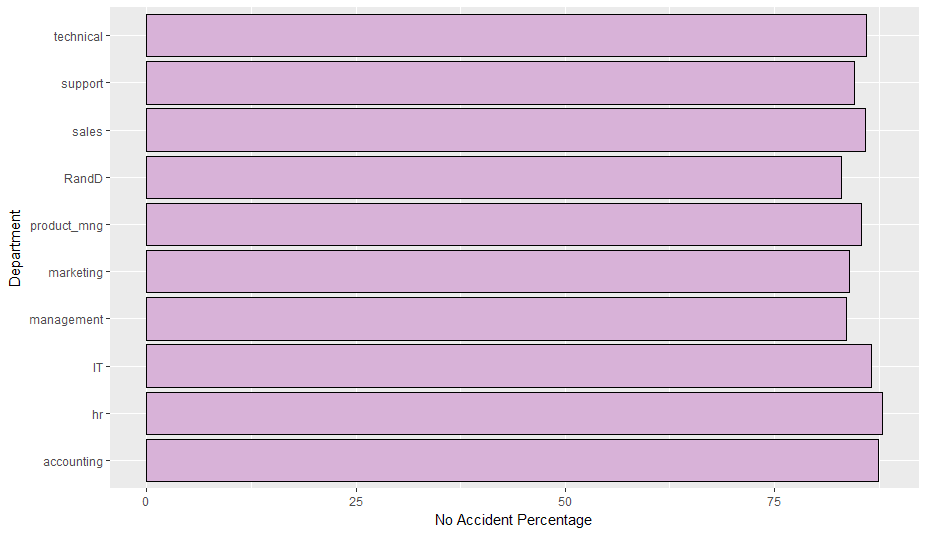 technical
support
sales
RandD
product_mng
marketing
management
IT
hr
accounting
Department
0 25 50 75
No Accident Percentage